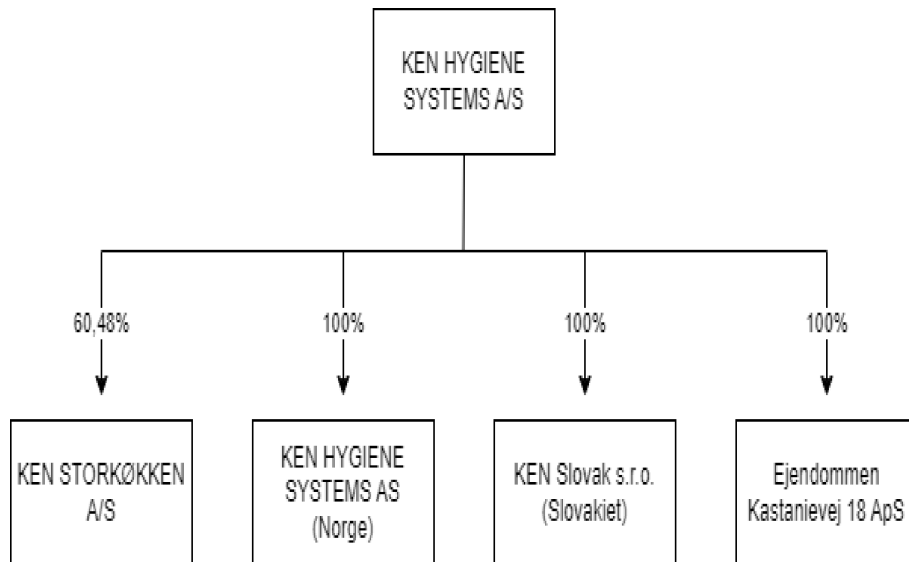 KEN HYGIENE
SYSTEMS A/S
60,48%
100%
100%
100%
KEN STORKØKKEN
A/S
KEN HYGIENE
SYSTEMS AS
(Norge)
KEN Slovak s.r.o.
(Slovakiet)
Ejendommen
Kastanievej 18 ApS